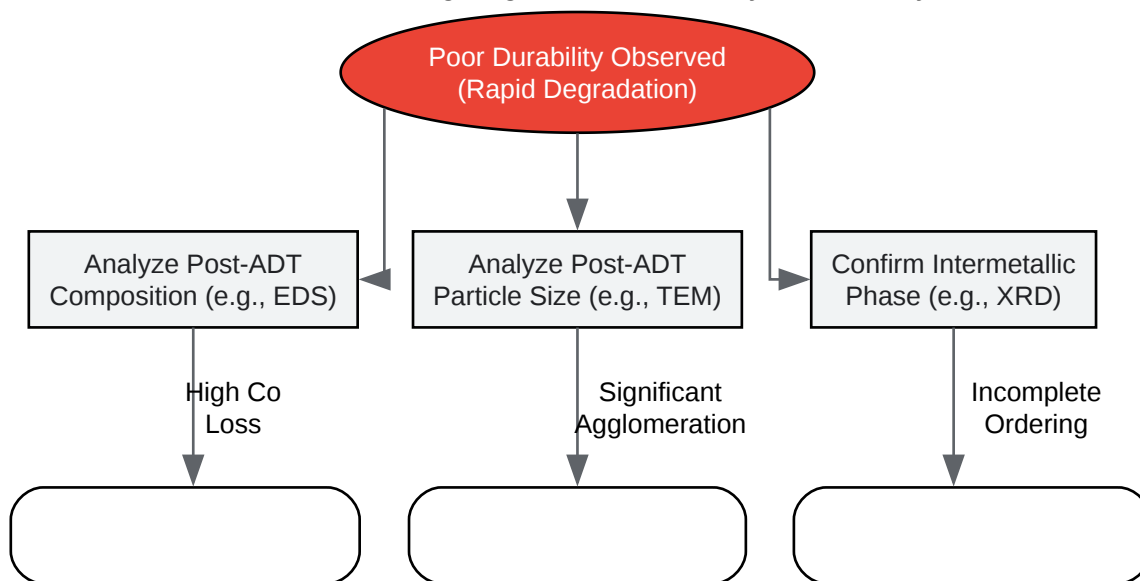 Poor Durability Observed
(Rapid Degradation)
Analyze Post-ADT
Composition (e.g., EDS)
Analyze Post-ADT
Particle Size (e.g., TEM)
Confirm Intermetallic
Phase (e.g., XRD)
High Co
Loss
Significant
Agglomeration
Incomplete
Ordering